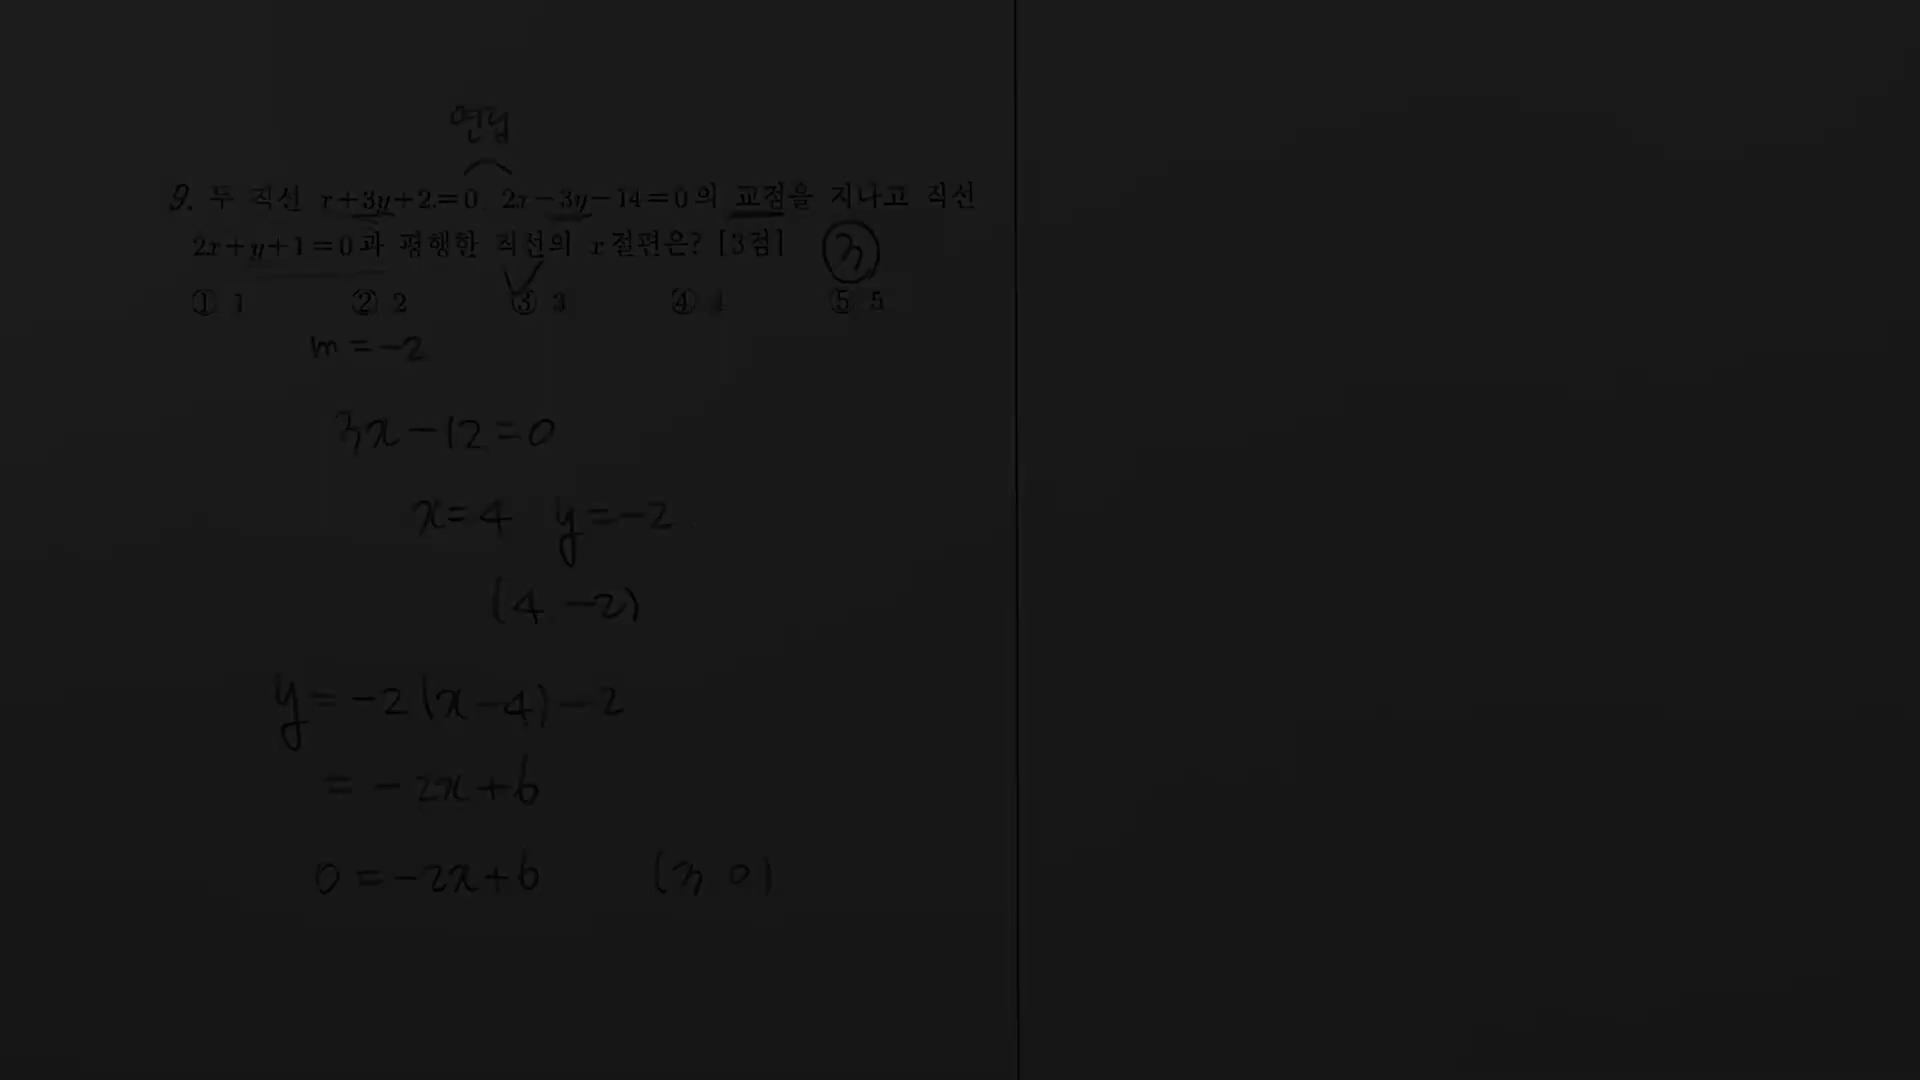 연립
9. 두 직선 x+3y+2=0, 2x-3y-14=0의 교점을 지나고 직선
2x+y+1=0과 평행한 직선의 x절편은? [3점] ③
① 1 ② 2 ③ 3 ④ 4 ⑤ 5
m=-2
3x-12=0
x=4 y=-2
(4 -2)
y=-2(x-4)-2
=-2x+6
0=-2x+6 (3 0)